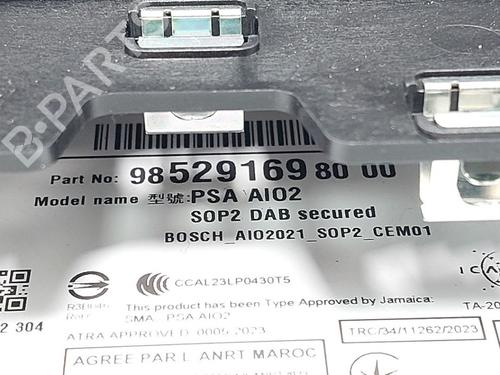 B-PARTS
Part No: 98529169 80 00
Model name 型號: PSA AIO2
SOP2 DAB secured
BOSCH_AIO2021_SOP2_CEM01
CCAL23LP0430T5
This product has been Type Approved by Jamaica:
SMA - PSA AIO2
2 304
ATRA APPROVED 0005-2023
TRC/34/11262/2023
TA-20
ICA
AGREE PAR L ANRT MAROC